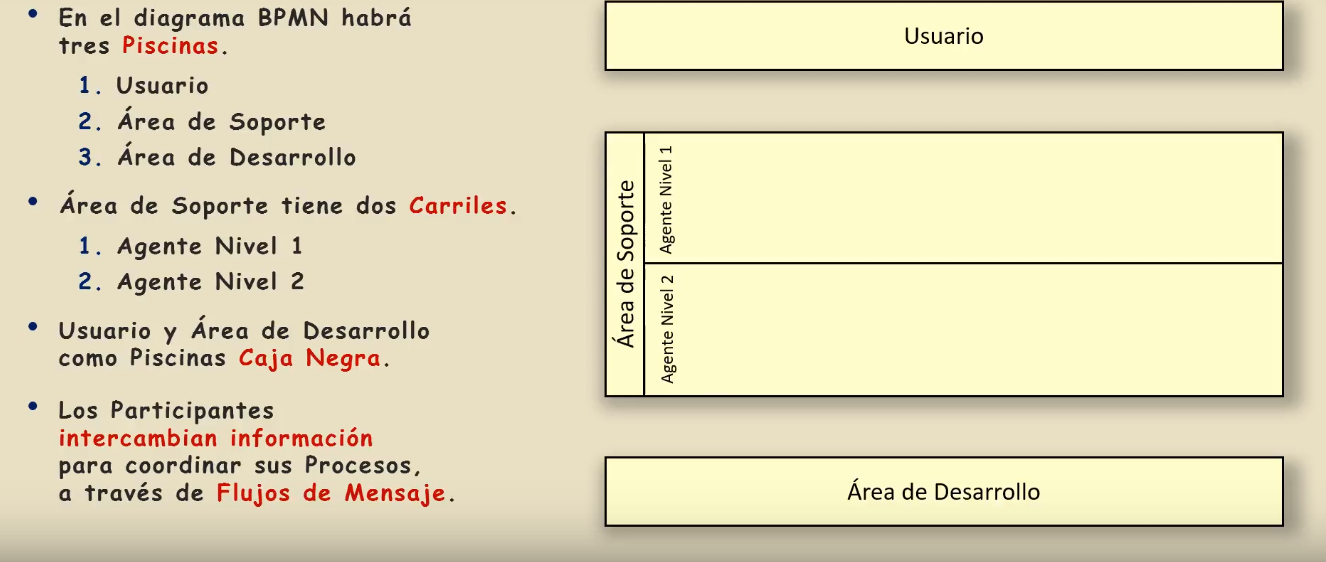 • En el diagrama BPMN habrá
tres Piscinas.
1. Usuario
2. Área de Soporte
3. Área de Desarrollo
• Área de Soporte tiene dos Carriles.
1. Agente Nivel 1
2. Agente Nivel 2
• Usuario y Área de Desarrollo
como Piscinas Caja Negra.
• Los Participantes
intercambian información
para coordinar sus Procesos,
a través de Flujos de Mensaje.
Usuario
Área de Soporte
Agente Nivel 1
Agente Nivel 2
Área de Desarrollo